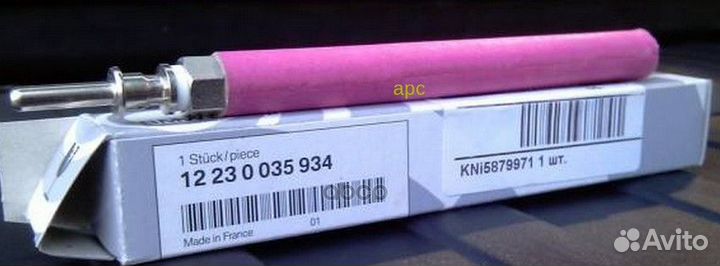 apc
1 Stück/piece
12 23 0 035 934
Made in France
01
KNi5879971 1 шт.
Avito